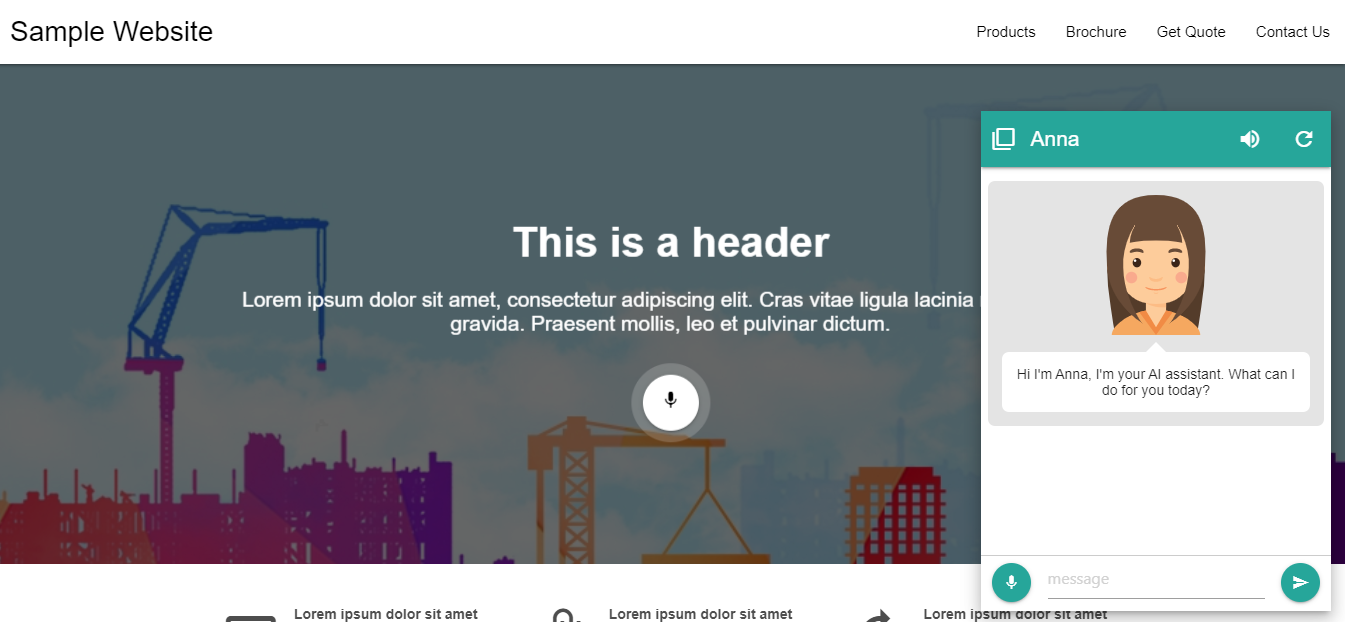 Sample Website
Products Brochure Get Quote Contact Us
Anna
This is a header
Lorem ipsum dolor sit amet, consectetur adipiscing elit. Cras vitae ligula lacinia
gravida. Praesent mollis, leo et pulvinar dictum.
Hi I'm Anna, I'm your AI assistant. What can I
do for you today?
message
Lorem ipsum dolor sit amet
Lorem ipsum dolor sit amet
Lorem ipsum dolor sit amet